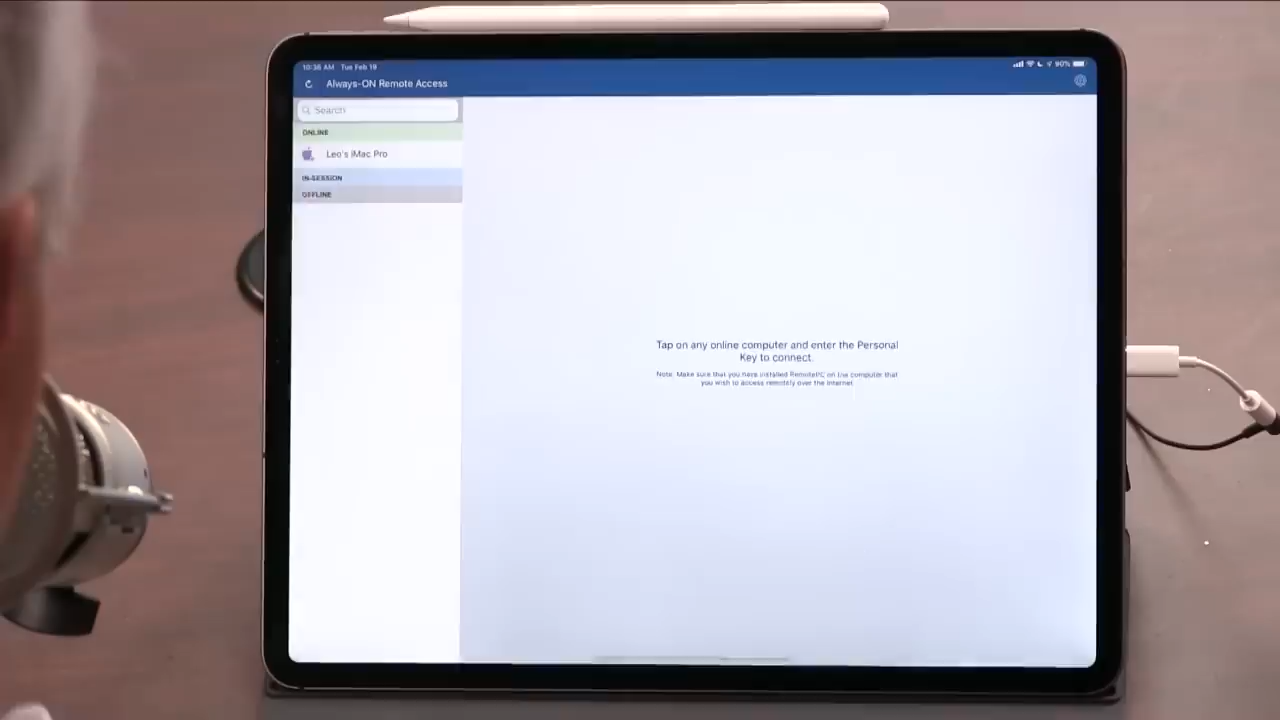 10:36 AM Tue Feb 19
90%
Always-ON Remote Access
Search
ONLINE
Leo's iMac Pro
IN-SESSION
OFFLINE
Tap on any online computer and enter the Personal
Key to connect.
Note: Make sure that you have installed RemotePC on the computer that
you wish to access remotely over the Internet.